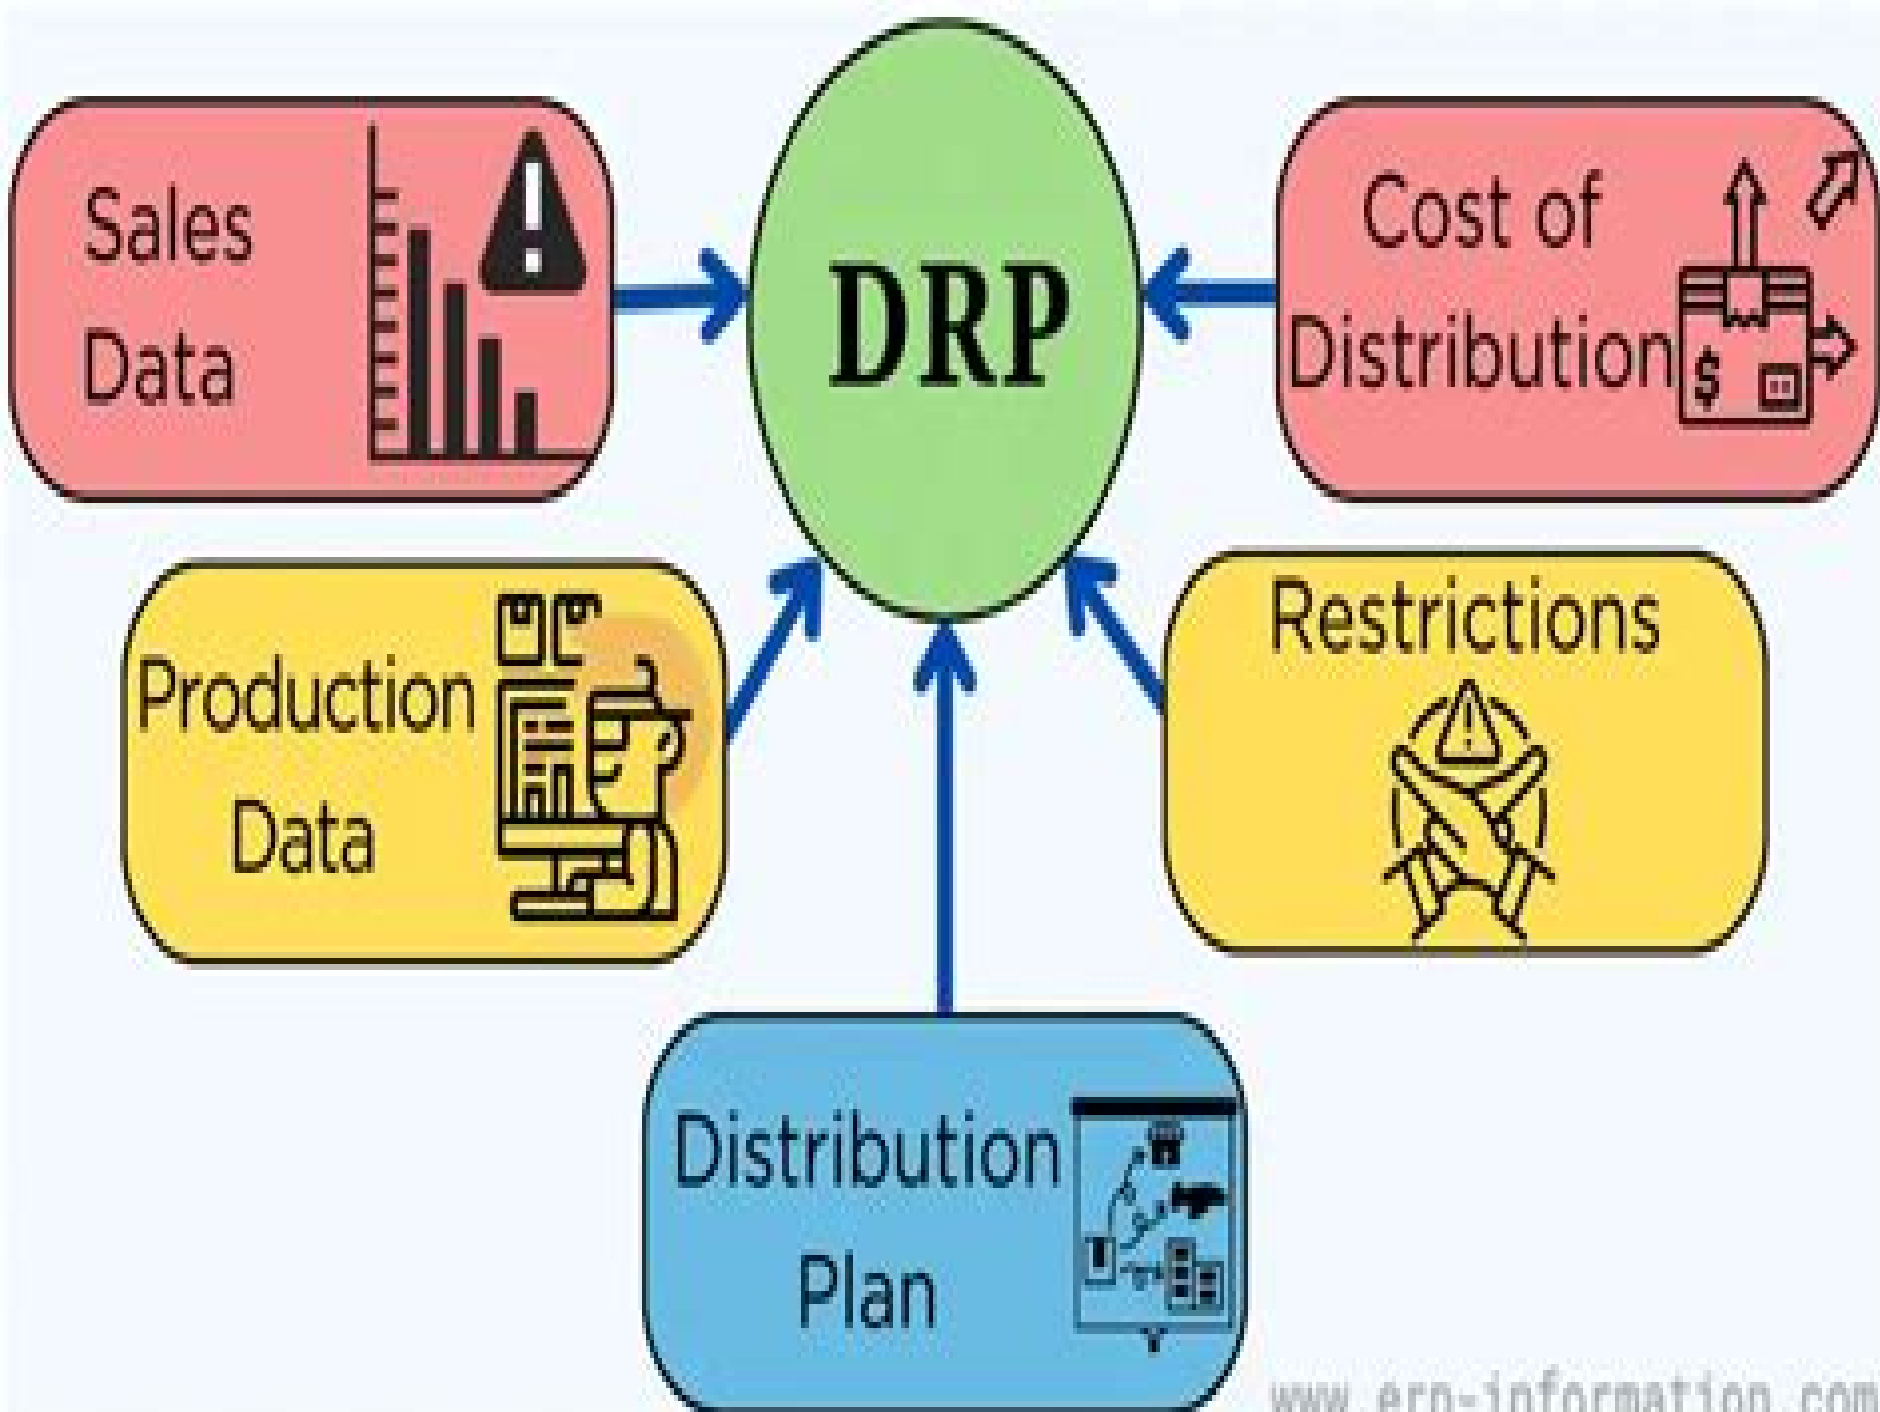 Sales
Data
DRP
Cost of
Distribution
$
Production
Data
Restrictions
Distribution
Plan
www.erp-information.com